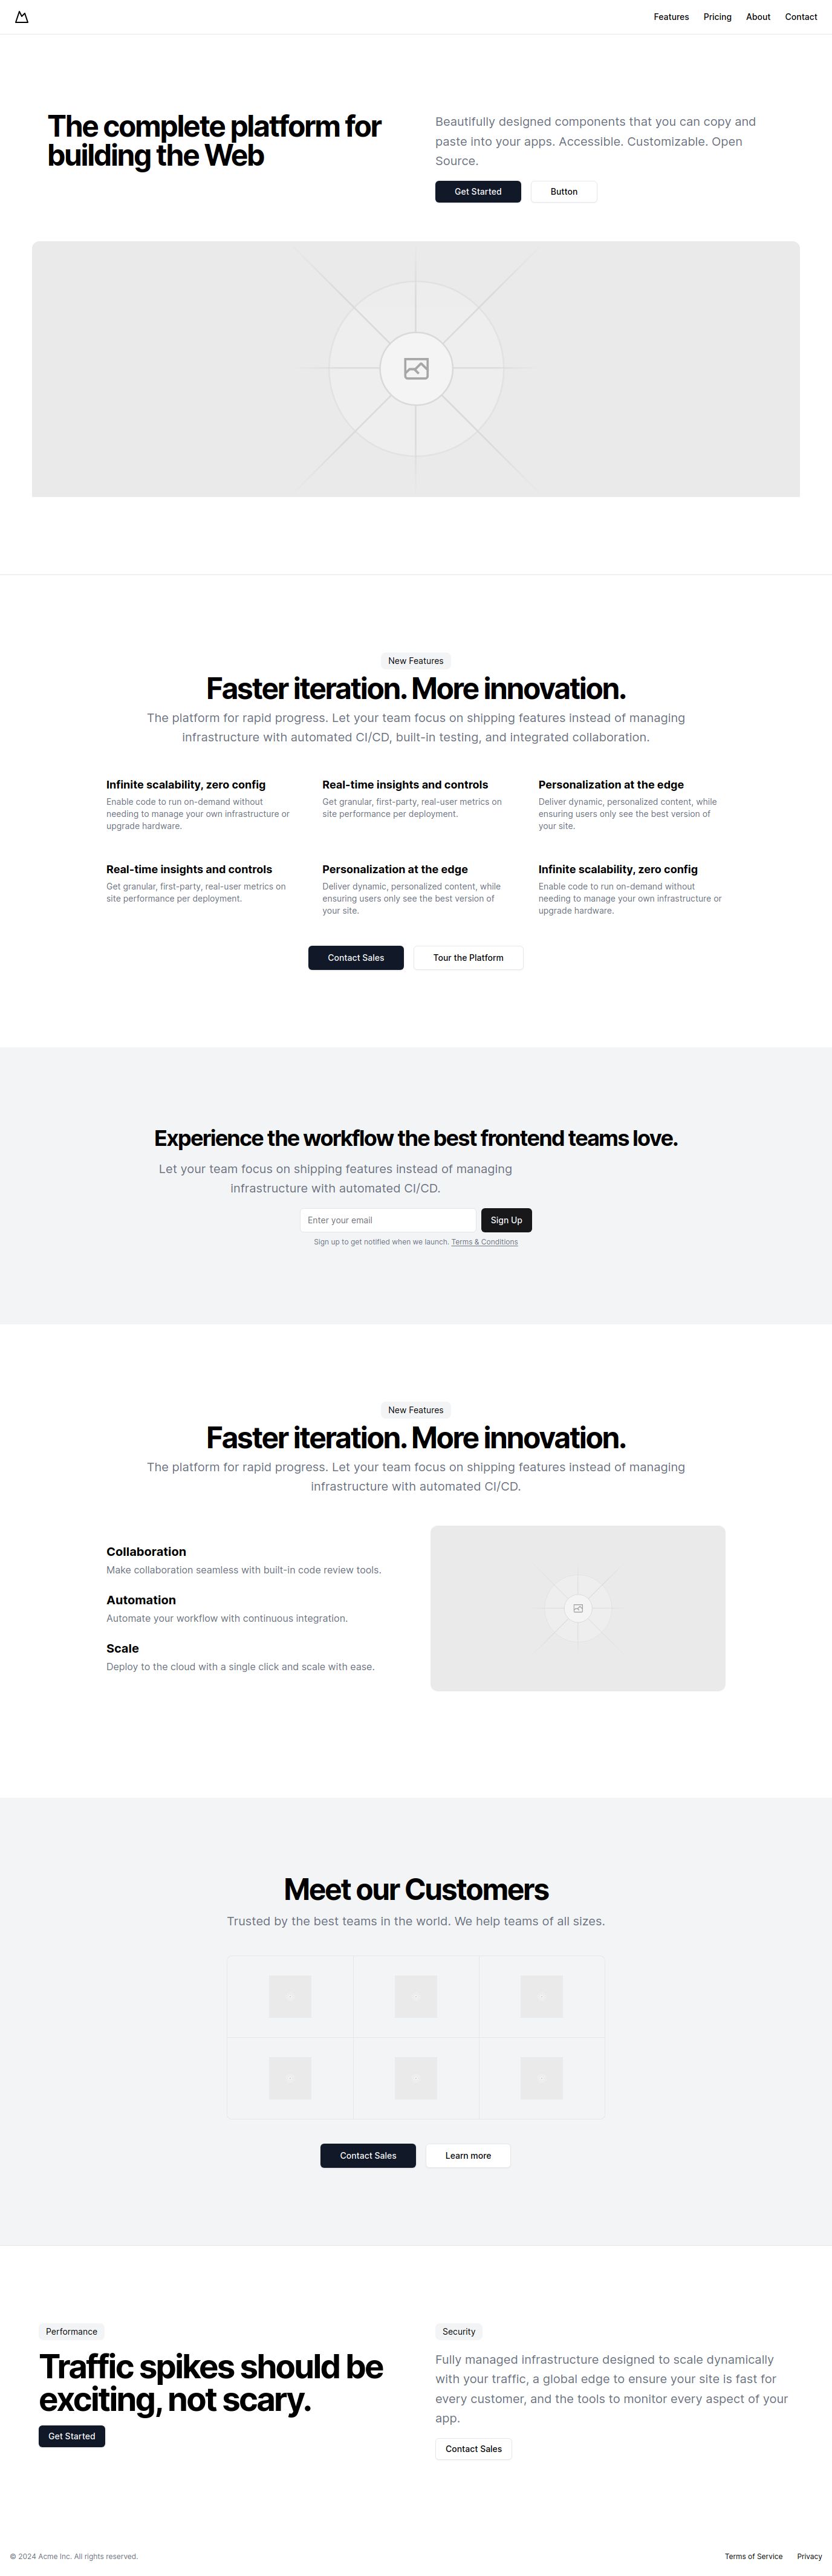 Features
Pricing
About
Contact
The complete platform for
building the Web
Beautifully designed components that you can copy and
paste into your apps. Accessible. Customizable. Open
Source.
Get Started
Button
New Features
Faster iteration. More innovation.
The platform for rapid progress. Let your team focus on shipping features instead of managing
infrastructure with automated CI/CD, built-in testing, and integrated collaboration.
Infinite scalability, zero config
Enable code to run on-demand without
needing to manage your own infrastructure or
upgrade hardware.
Real-time insights and controls
Get granular, first-party, real-user metrics on
site performance per deployment.
Personalization at the edge
Deliver dynamic, personalized content, while
ensuring users only see the best version of
your site.
Real-time insights and controls
Get granular, first-party, real-user metrics on
site performance per deployment.
Personalization at the edge
Deliver dynamic, personalized content, while
ensuring users only see the best version of
your site.
Infinite scalability, zero config
Enable code to run on-demand without
needing to manage your own infrastructure or
upgrade hardware.
Contact Sales
Tour the Platform
Experience the workflow the best frontend teams love.
Let your team focus on shipping features instead of managing
infrastructure with automated CI/CD.
Enter your email
Sign Up
Sign up to get notified when we launch. Terms & Conditions
New Features
Faster iteration. More innovation.
The platform for rapid progress. Let your team focus on shipping features instead of managing
infrastructure with automated CI/CD.
Collaboration
Make collaboration seamless with built-in code review tools.
Automation
Automate your workflow with continuous integration.
Scale
Deploy to the cloud with a single click and scale with ease.
Meet our Customers
Trusted by the best teams in the world. We help teams of all sizes.
Contact Sales
Learn more
Performance
Traffic spikes should be
exciting, not scary.
Get Started
Security
Fully managed infrastructure designed to scale dynamically
with your traffic, a global edge to ensure your site is fast for
every customer, and the tools to monitor every aspect of your
app.
Contact Sales
© 2024 Acme Inc. All rights reserved.
Terms of Service
Privacy